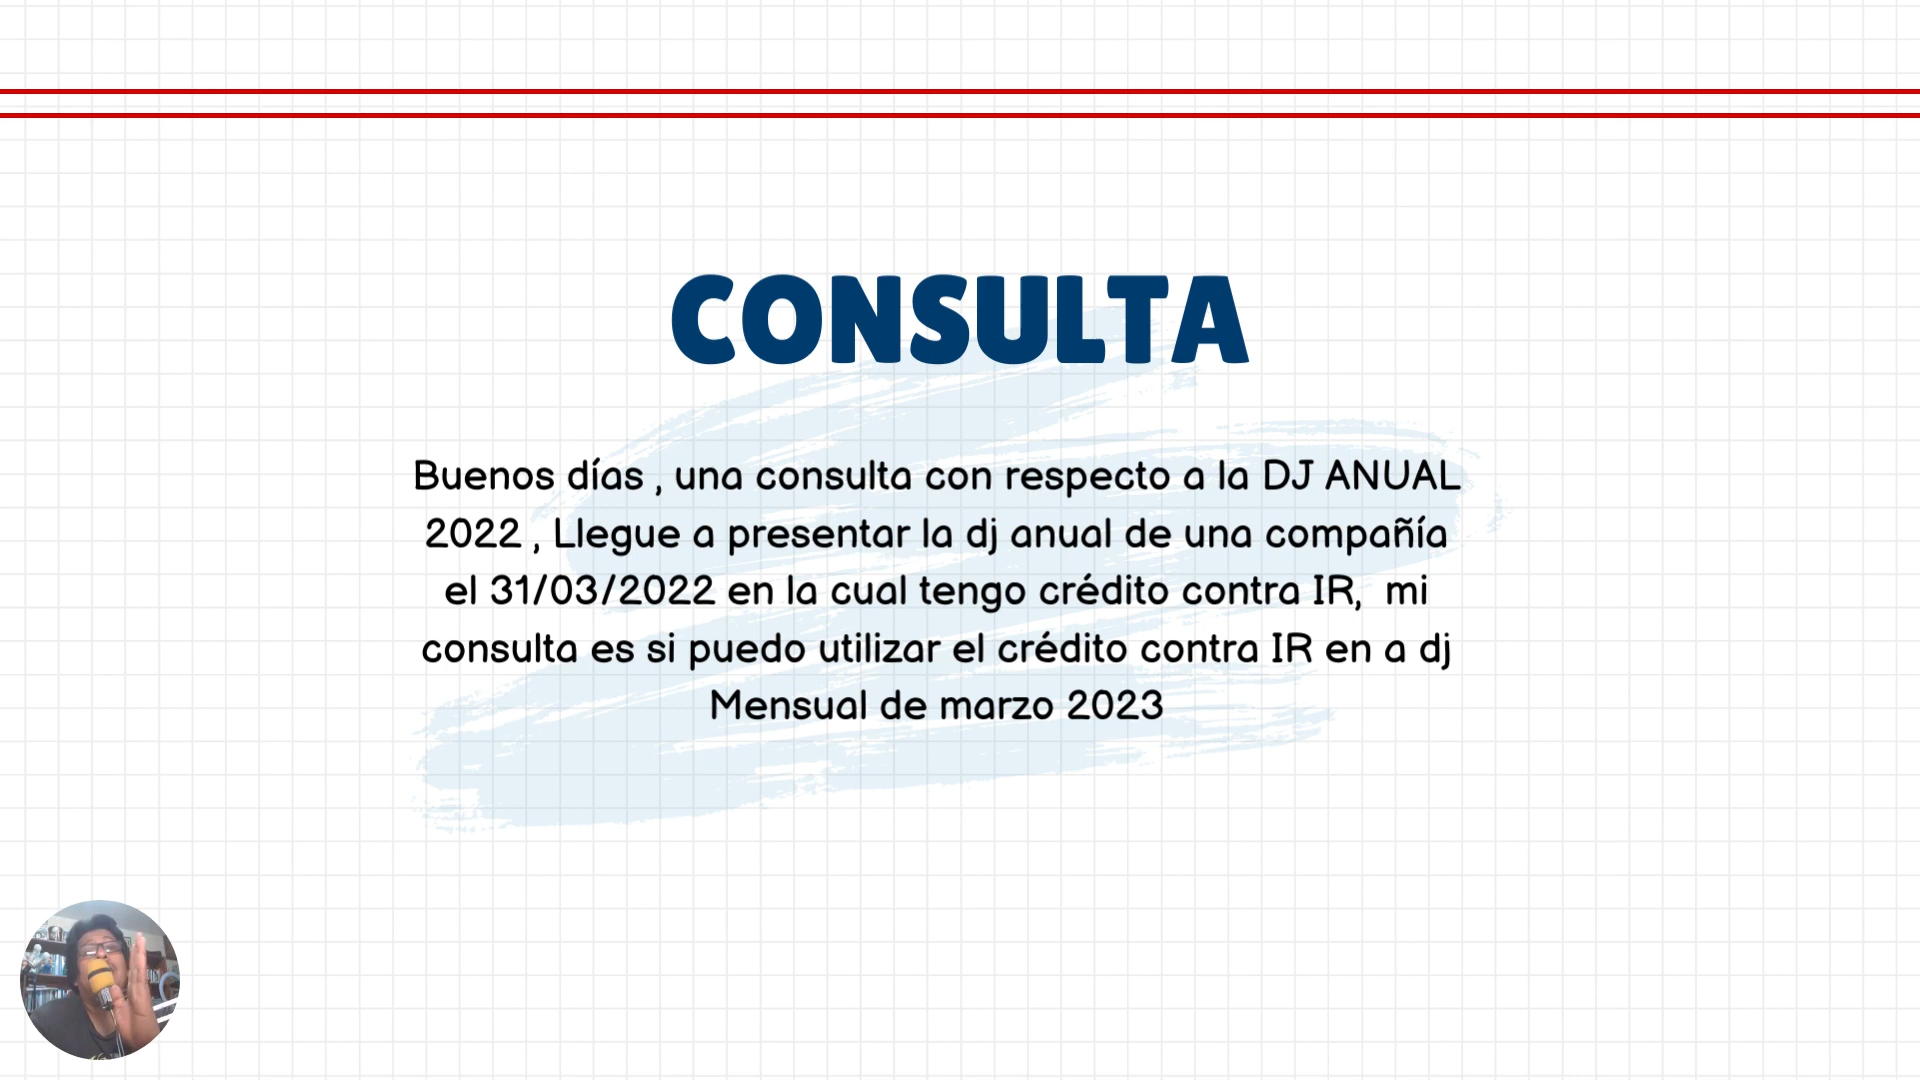 CONSULTA
Buenos días , una consulta con respecto a la DJ ANUAL
2022 , Llegue a presentar la dj anual de una compañía
el 31/03/2022 en la cual tengo crédito contra IR,  mi
consulta es si puedo utilizar el crédito contra IR en a dj
Mensual de marzo 2023